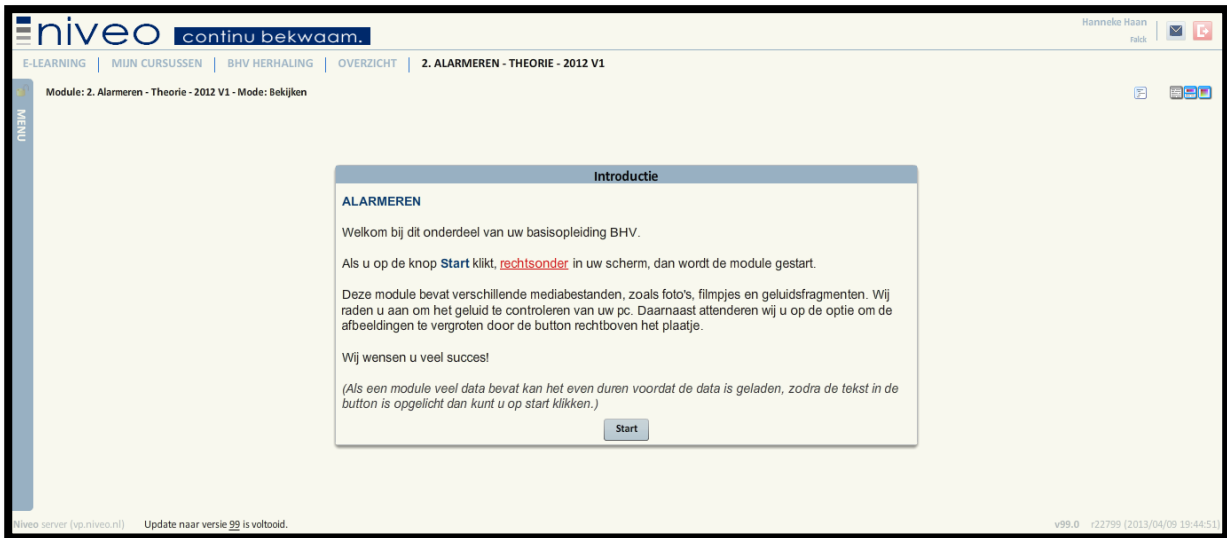 niveo continu bekwaam.
Hanneke Haan
Falck
E-LEARNING | MIJN CURSUSSEN | BHV HERHALING | OVERZICHT | 2. ALARMEREN - THEORIE - 2012 V1
MENU
Module: 2. Alarmeren - Theorie - 2012 V1 - Mode: Bekijken
Introductie
ALARMEREN
Welkom bij dit onderdeel van uw basisopleiding BHV.
Als u op de knop Start klikt, rechtsonder in uw scherm, dan wordt de module gestart.
Deze module bevat verschillende mediabestanden, zoals foto's, filmpjes en geluidsfragmenten. Wij
raden u aan om het geluid te controleren van uw pc. Daarnaast attenderen wij u op de optie om de
afbeeldingen te vergroten door de button rechtboven het plaatje.
Wij wensen u veel succes!
(Als een module veel data bevat kan het even duren voordat de data is geladen, zodra de tekst in de
button is opgelicht dan kunt u op start klikken.)
Start
Niveo server (vp.niveo.nl) Update naar versie 99 is voltooid.
v99.0 r22799 (2013/04/09 19:44:51)